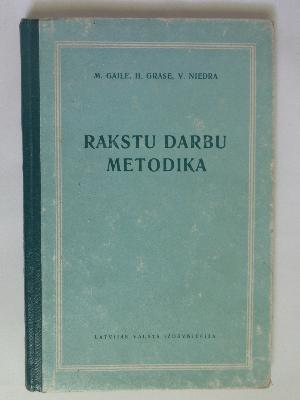 M. GAILE, H. GRASE, V. NIEDRA
RAKSTU DARBU
METODIKA
LATVIJAS VALSTS IZDEVNIECĪBA